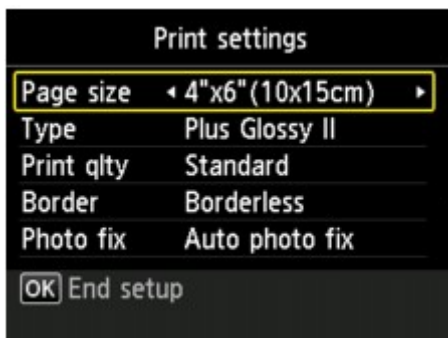 Print settings
Page size 4"x6"(10x15cm)
Type Plus Glossy II
Print qlty Standard
Border Borderless
Photo fix Auto photo fix
OK End setup